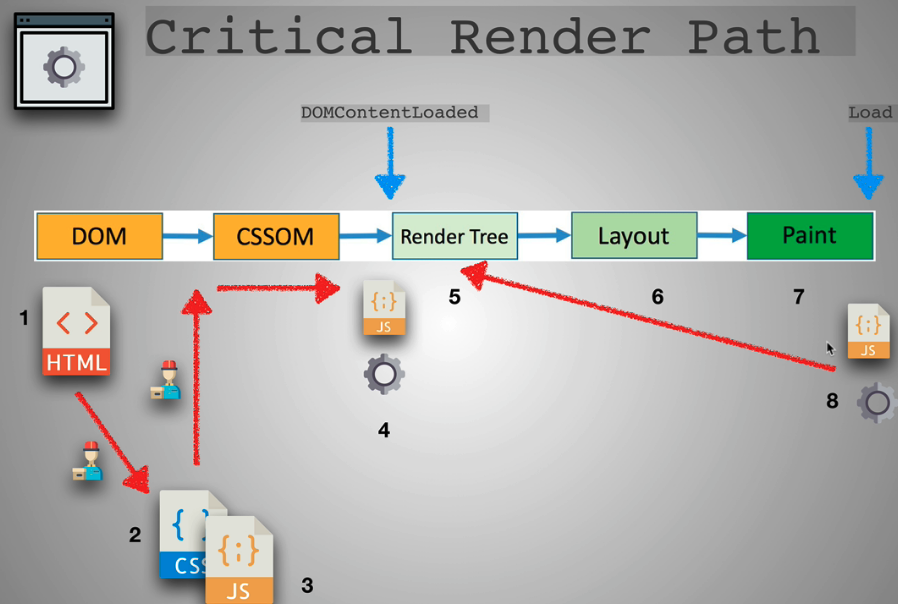 Critical Render Path
DOMContentLoaded
Load
DOM
CSSOM
Render Tree
Layout
Paint
1
HTML
{;}
JS
5
6
7
{;}
JS
8
4
2
{ }
CSS
{;}
JS
3